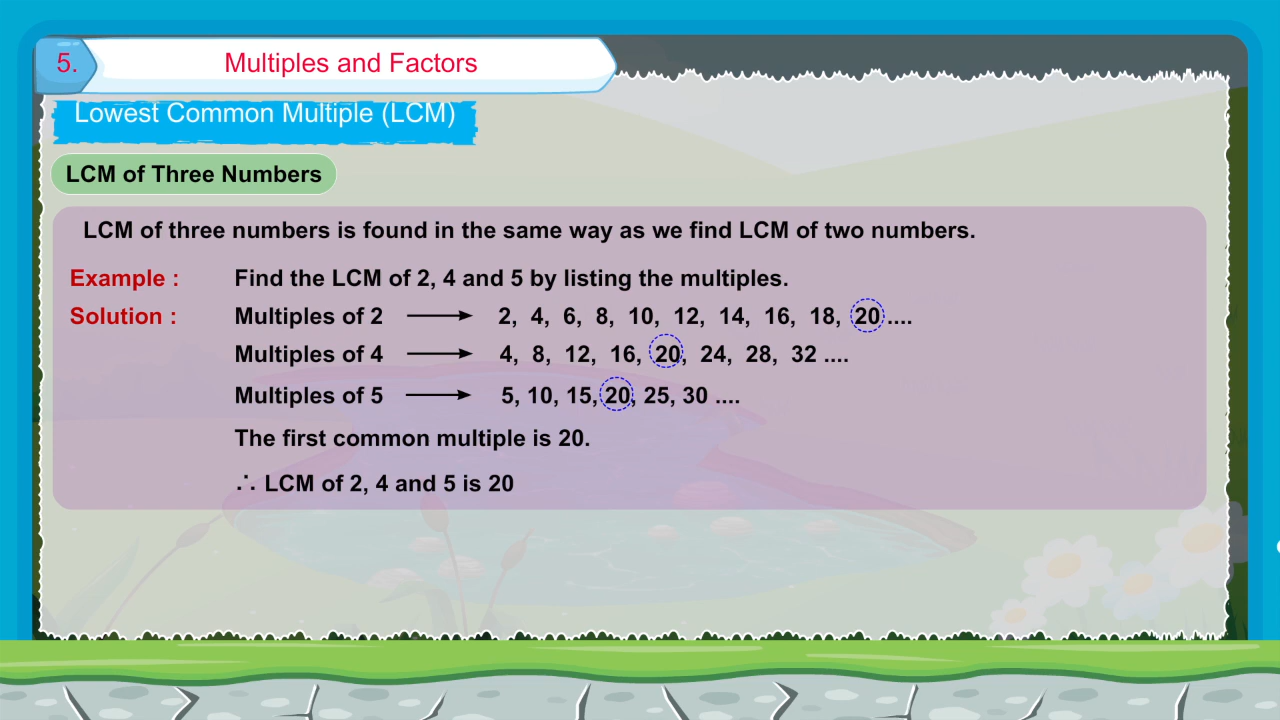 5. Multiples and Factors
Lowest Common Multiple (LCM)
LCM of Three Numbers
LCM of three numbers is found in the same way as we find LCM of two numbers.
Example : Find the LCM of 2, 4 and 5 by listing the multiples.
Solution : Multiples of 2 ⟶ 2, 4, 6, 8, 10, 12, 14, 16, 18, 20 ....
Multiples of 4 ⟶ 4, 8, 12, 16, 20, 24, 28, 32 ....
Multiples of 5 ⟶ 5, 10, 15, 20, 25, 30 ....
The first common multiple is 20.
∴ LCM of 2, 4 and 5 is 20